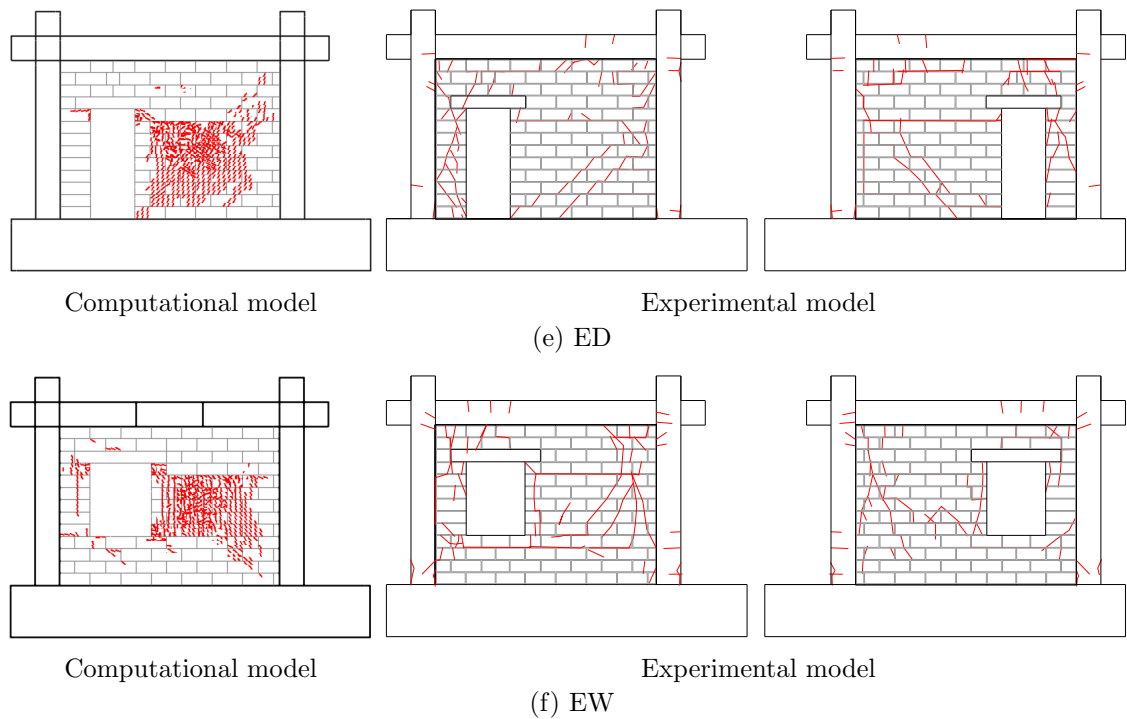 Computational model
Experimental model
(e) ED
Computational model
Experimental model
(f) EW